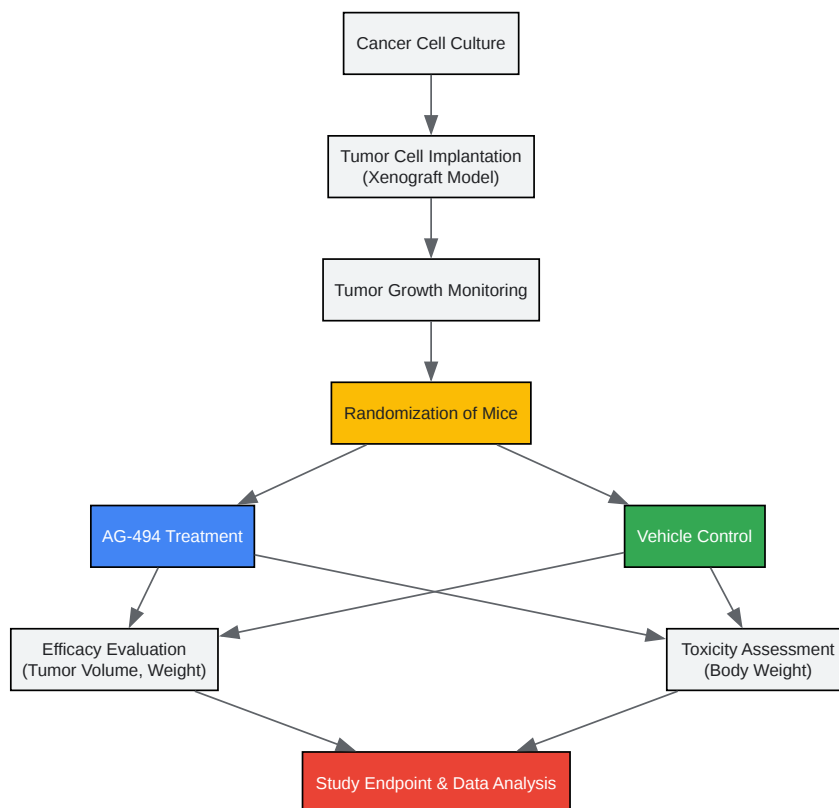 Cancer Cell Culture
Tumor Cell Implantation
(Xenograft Model)
Tumor Growth Monitoring
Randomization of Mice
AG-494 Treatment
Vehicle Control
Efficacy Evaluation
(Tumor Volume, Weight)
Toxicity Assessment
(Body Weight)
Study Endpoint & Data Analysis